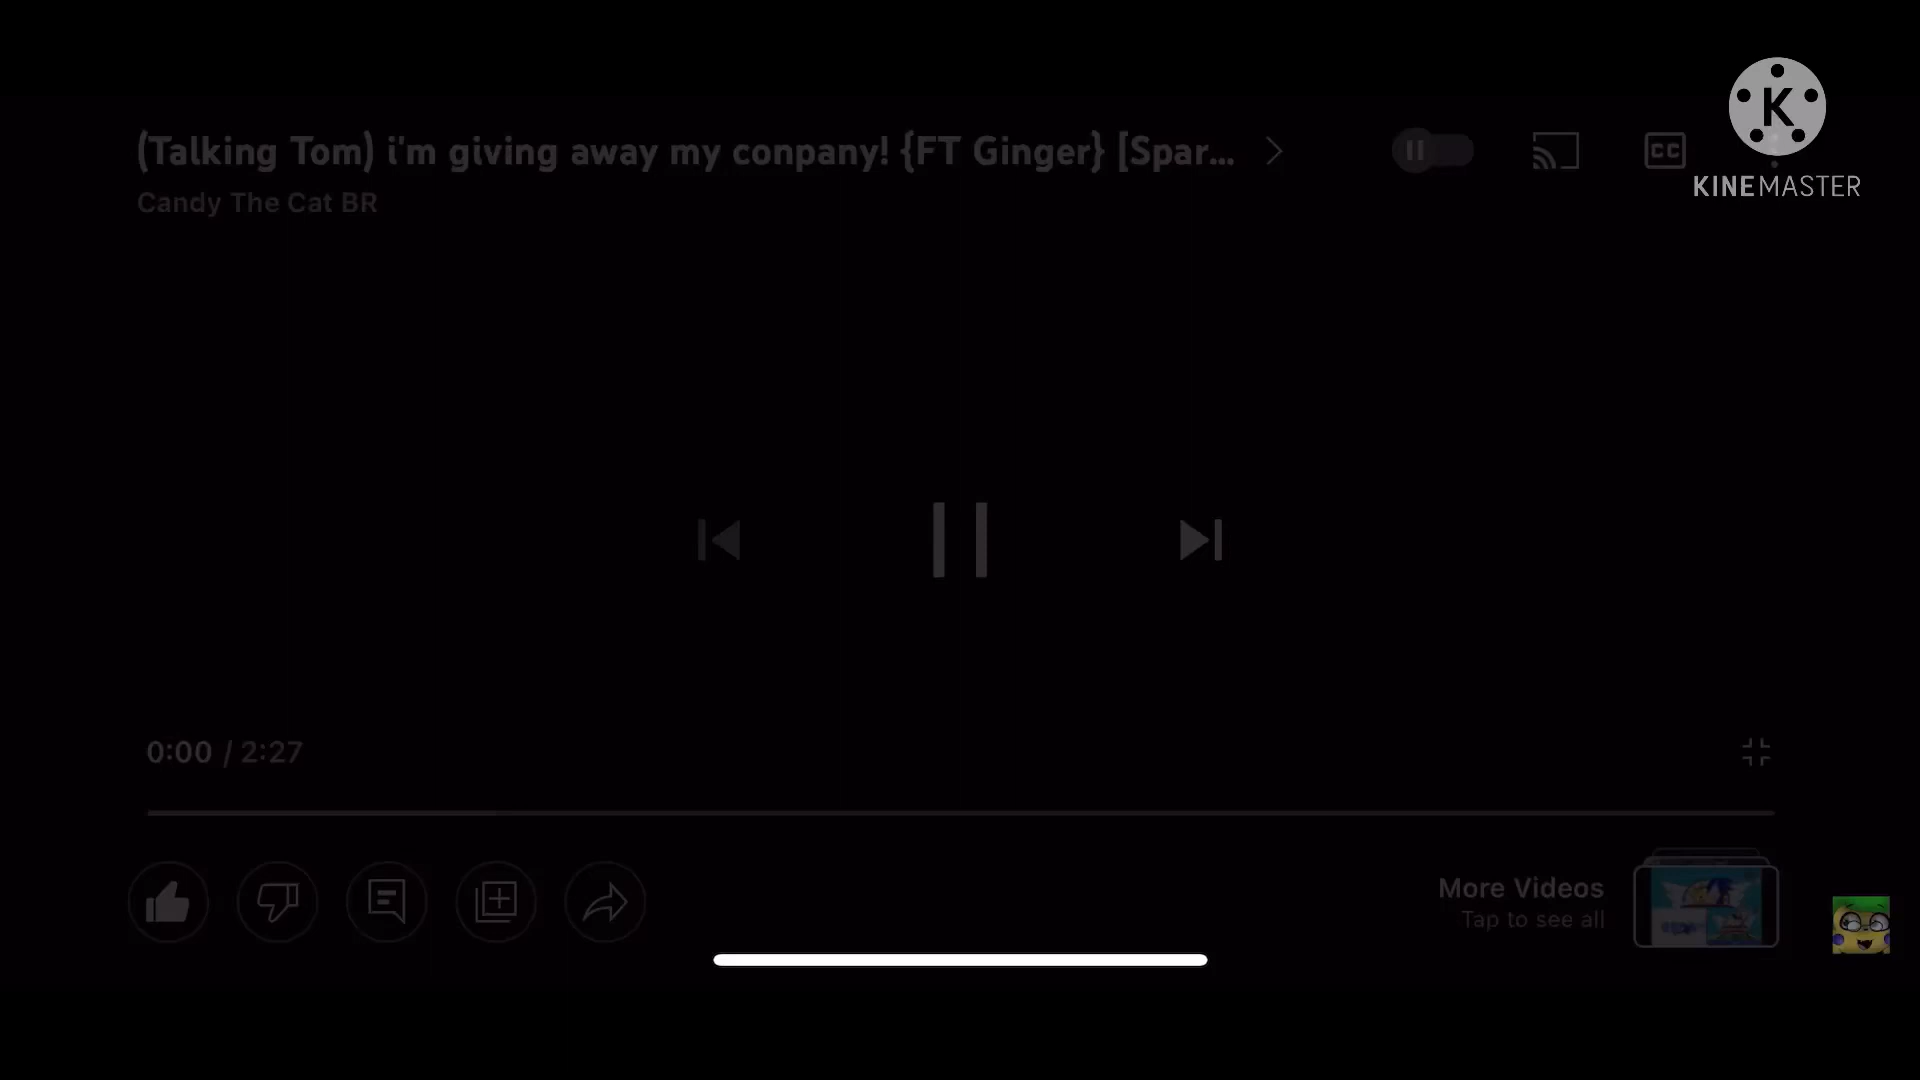 (Talking Tom) i'm giving away my conpany! {FT Ginger} [Spar...
Candy The Cat BR
CC
K
KINEMASTER
0:00 / 2:27
More Videos
Tap to see all